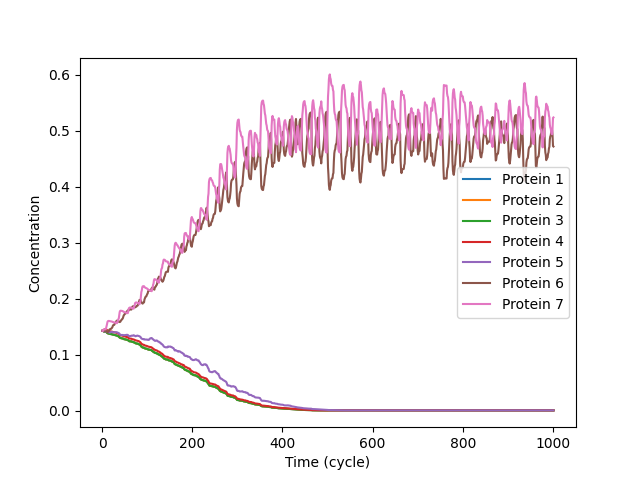 0.6
0.5
0.4
0.3
0.2
0.1
0.0
Concentration
Protein 1
Protein 2
Protein 3
Protein 4
Protein 5
Protein 6
Protein 7
0 200 400 600 800 1000
Time (cycle)